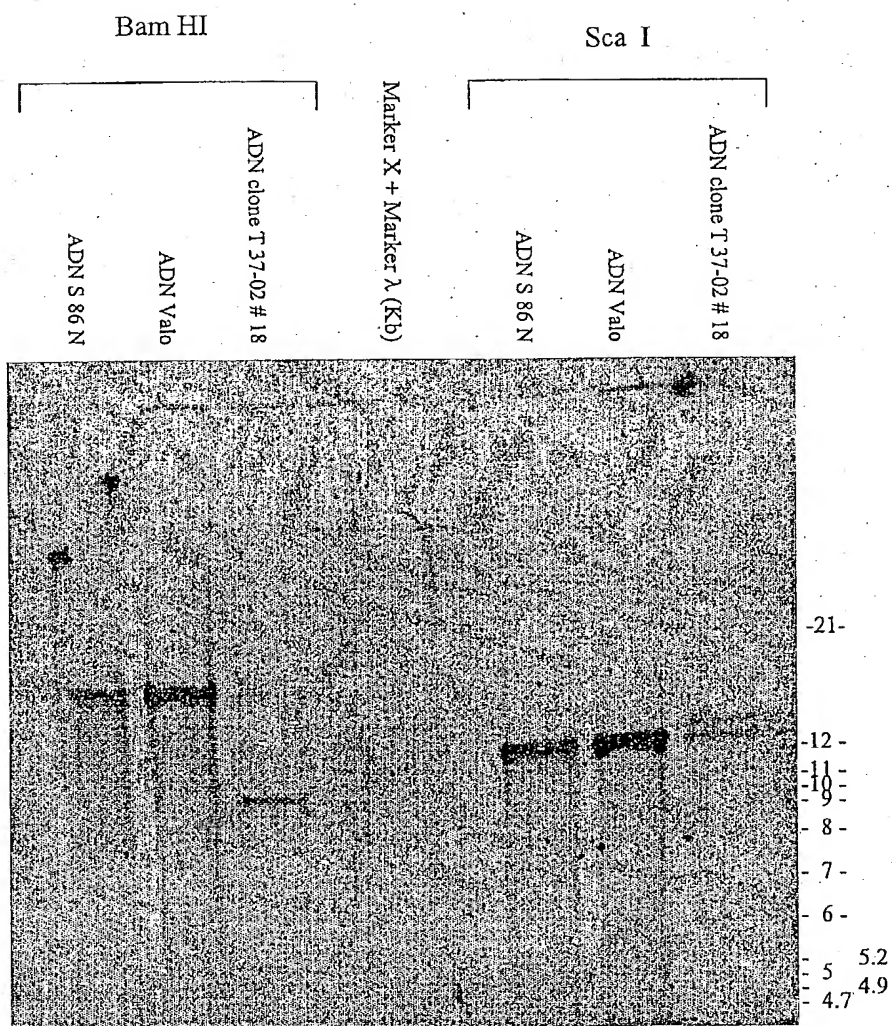 Bam HI
Sca I
ADN S 86 N
ADN Valo
ADN clone T 37-02 # 18
Marker X + Marker λ (Kb)
ADN S 86 N
ADN Valo
ADN clone T 37-02 # 18
-21-
-12 -
-11-
-10-
- 9 -
- 8 -
- 7 -
- 6 -
- - 5.2
- 5 -
- - 4.9
- 4.7